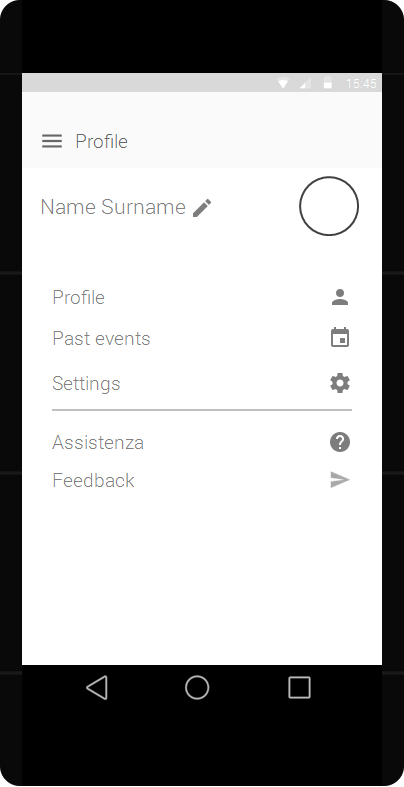 15:45
Profile
Name Surname
Profile
Past events
Settings
Assistenza
Feedback